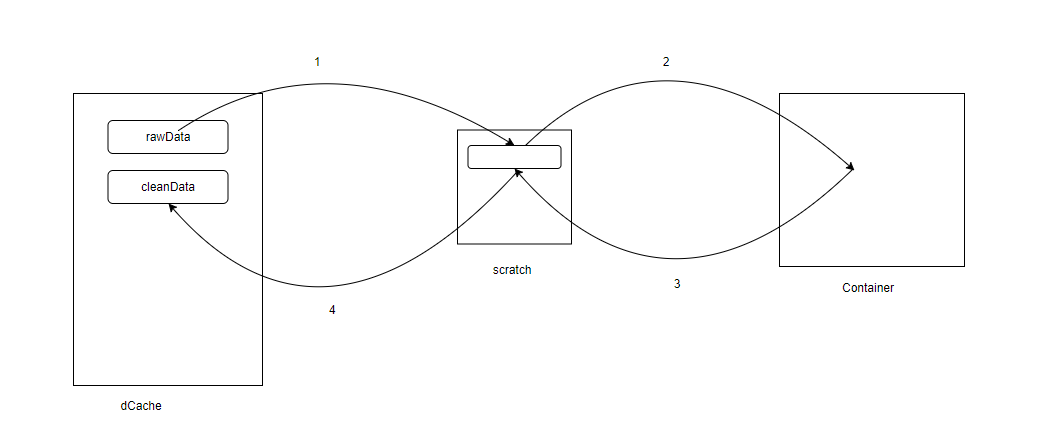 1
2
rawData
cleanData
scratch
3
Container
4
dCache